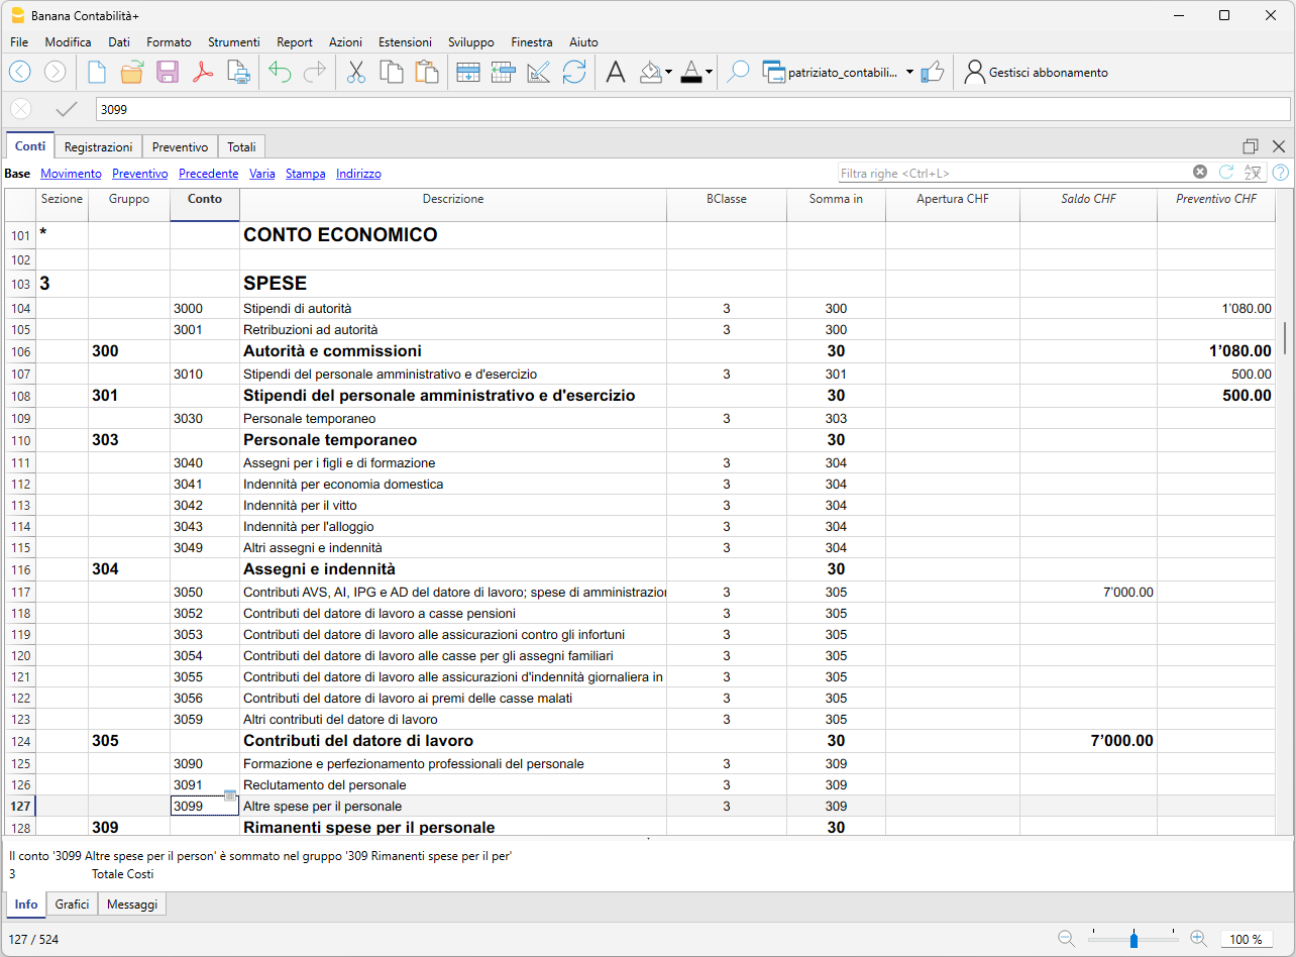 Banana Contabilità+
File Modifica Dati Formato Strumenti Report Azioni Estensioni Sviluppo Finestra Aiuto
patriziato_contabili... Gestisci abbonamento
3099
Conti Registrazioni Preventivo Totali
Base Movimento Preventivo Precedente Varia Stampa Indirizzo Filtra righe <Ctrl+L>
Sezione Gruppo Conto Descrizione BClasse Somma in Apertura CHF Saldo CHF Preventivo CHF
101 * CONTO ECONOMICO
102
103 3 SPESE
104 3000 Stipendi di autorità 3 300 1’080.00
105 3001 Retribuzioni ad autorità 3 300
106 300 Autorità e commissioni 30 1’080.00
107 3010 Stipendi del personale amministrativo e d'esercizio 3 301 500.00
108 301 Stipendi del personale amministrativo e d'esercizio 30 500.00
109 3030 Personale temporaneo 3 303
110 303 Personale temporaneo 30
111 3040 Assegni per i figli e di formazione 3 304
112 3041 Indennità per economia domestica 3 304
113 3042 Indennità per il vitto 3 304
114 3043 Indennità per l'alloggio 3 304
115 3049 Altri assegni e indennità 3 304
116 304 Assegni e indennità 30
117 3050 Contributi AVS, AI, IPG e AD del datore di lavoro; spese di amministrazion 3 305 7’000.00
118 3052 Contributi del datore di lavoro a casse pensioni 3 305
119 3053 Contributi del datore di lavoro alle assicurazioni contro gli infortuni 3 305
120 3054 Contributi del datore di lavoro alle casse per gli assegni familiari 3 305
121 3055 Contributi del datore di lavoro alle assicurazioni d'indennità giornaliera in 3 305
122 3056 Contributi del datore di lavoro ai premi delle casse malati 3 305
123 3059 Altri contributi del datore di lavoro 3 305
124 305 Contributi del datore di lavoro 30 7’000.00
125 3090 Formazione e perfezionamento professionali del personale 3 309
126 3091 Reclutamento del personale 3 309
127 3099 Altre spese per il personale 3 309
128 309 Rimanenti spese per il personale 30
Il conto '3099 Altre spese per il person' è sommato nel gruppo '309 Rimanenti spese per il per'
3 Totale Costi
Info Grafici Messaggi
127 / 524 100 %